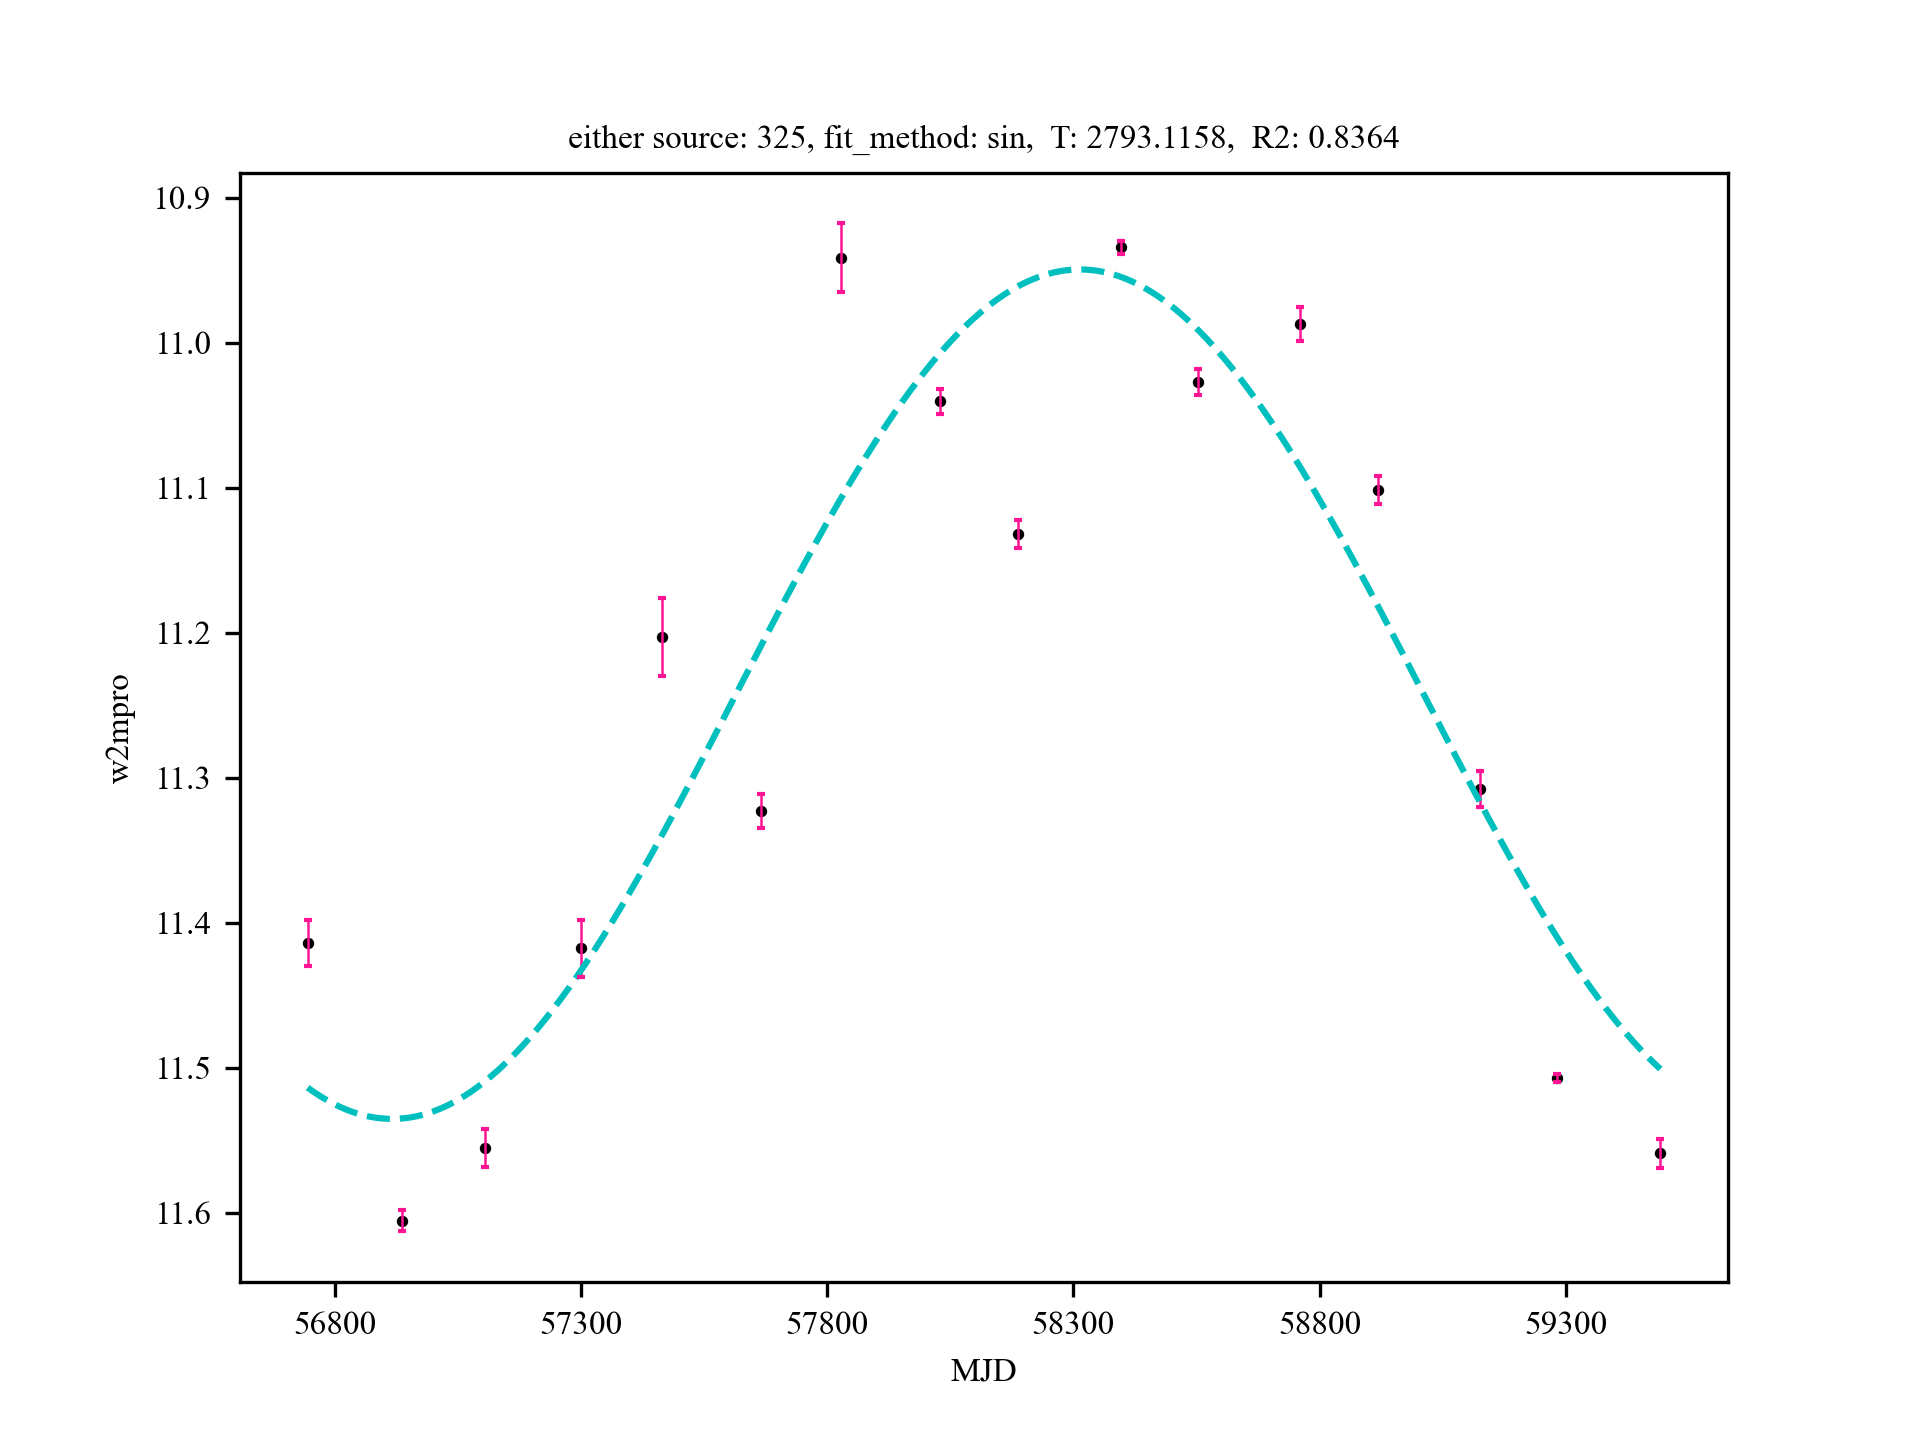 either source: 325, fit_method: sin,  T: 2793.1158,  R2: 0.8364
10.9
11.0
11.1
11.2
11.3
11.4
11.5
11.6
w2mpro
56800 57300 57800 58300 58800 59300
MJD